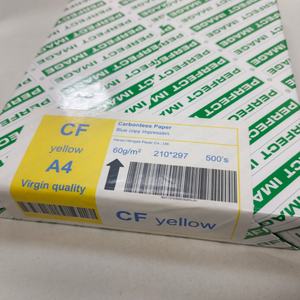 PERFECT IMAGE
CF
yellow
A4
Virgin quality
Carbonless Paper
Blue copy impression
60g/m² 210*297 500's
CF yellow